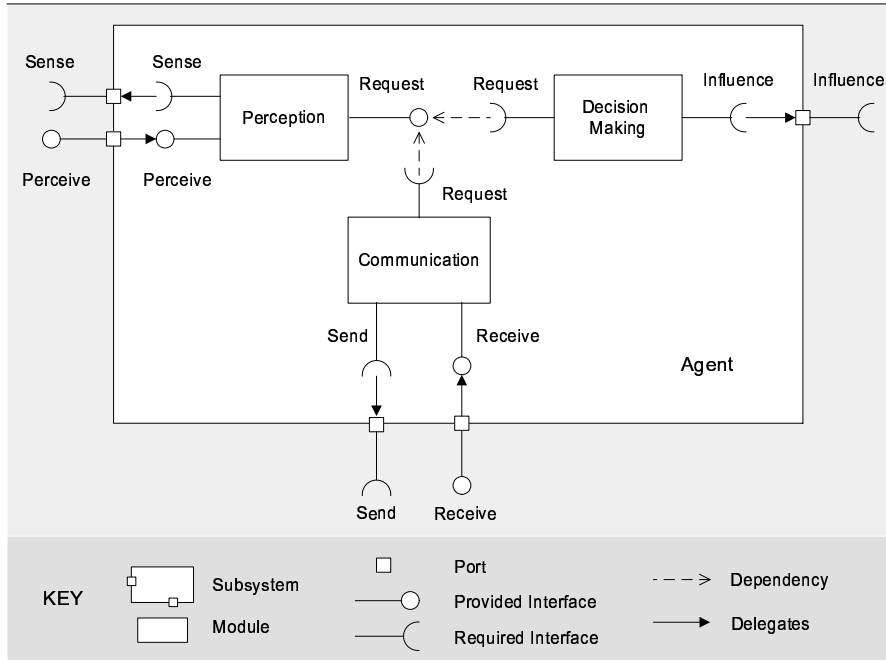 Sense
Sense
Request
Request
Influence
Influence
Perception
Decision
Making
Perceive
Perceive
Request
Communication
Send
Receive
Agent
Send
Receive
KEY
Subsystem
Module
Port
Provided Interface
Required Interface
Dependency
Delegates